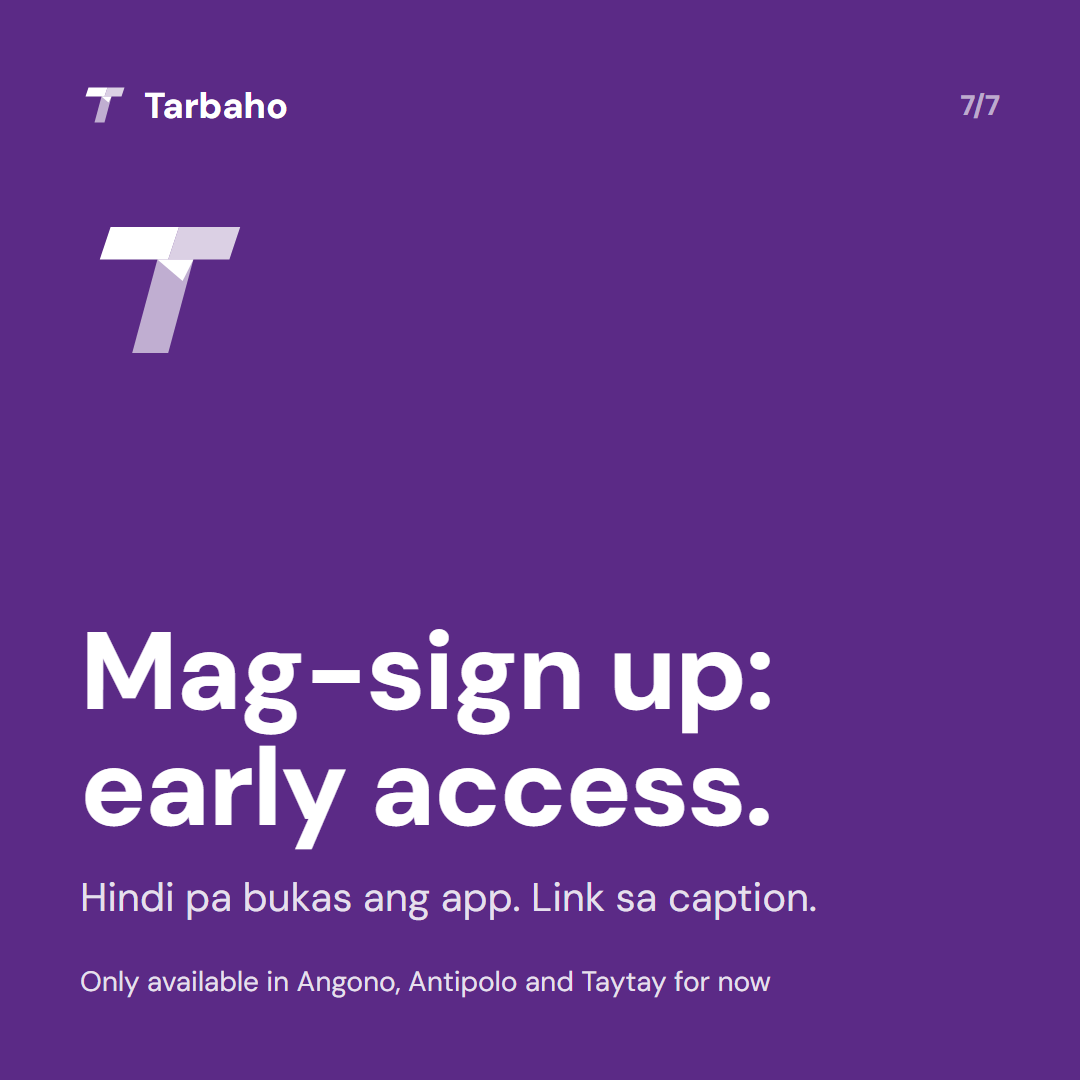 Tarbaho
7/7
Mag-sign up:
early access.
Hindi pa bukas ang app. Link sa caption.
Only available in Angono, Antipolo and Taytay for now